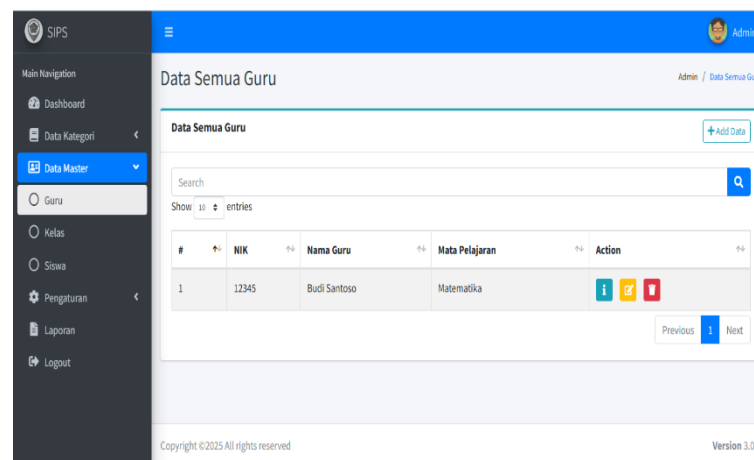 SIPS
Admin
Main Navigation
Dashboard
Data Kategori
Data Master
Guru
Kelas
Siswa
Pengaturan
Laporan
Logout
Data Semua Guru
Admin / Data Semua Gu
Data Semua Guru
+ Add Data
Search
Show 10 entries
# NIK Nama Guru Mata Pelajaran Action
1 12345 Budi Santoso Matematika
Previous 1 Next
Copyright ©2025 All rights reserved
Version 3.0